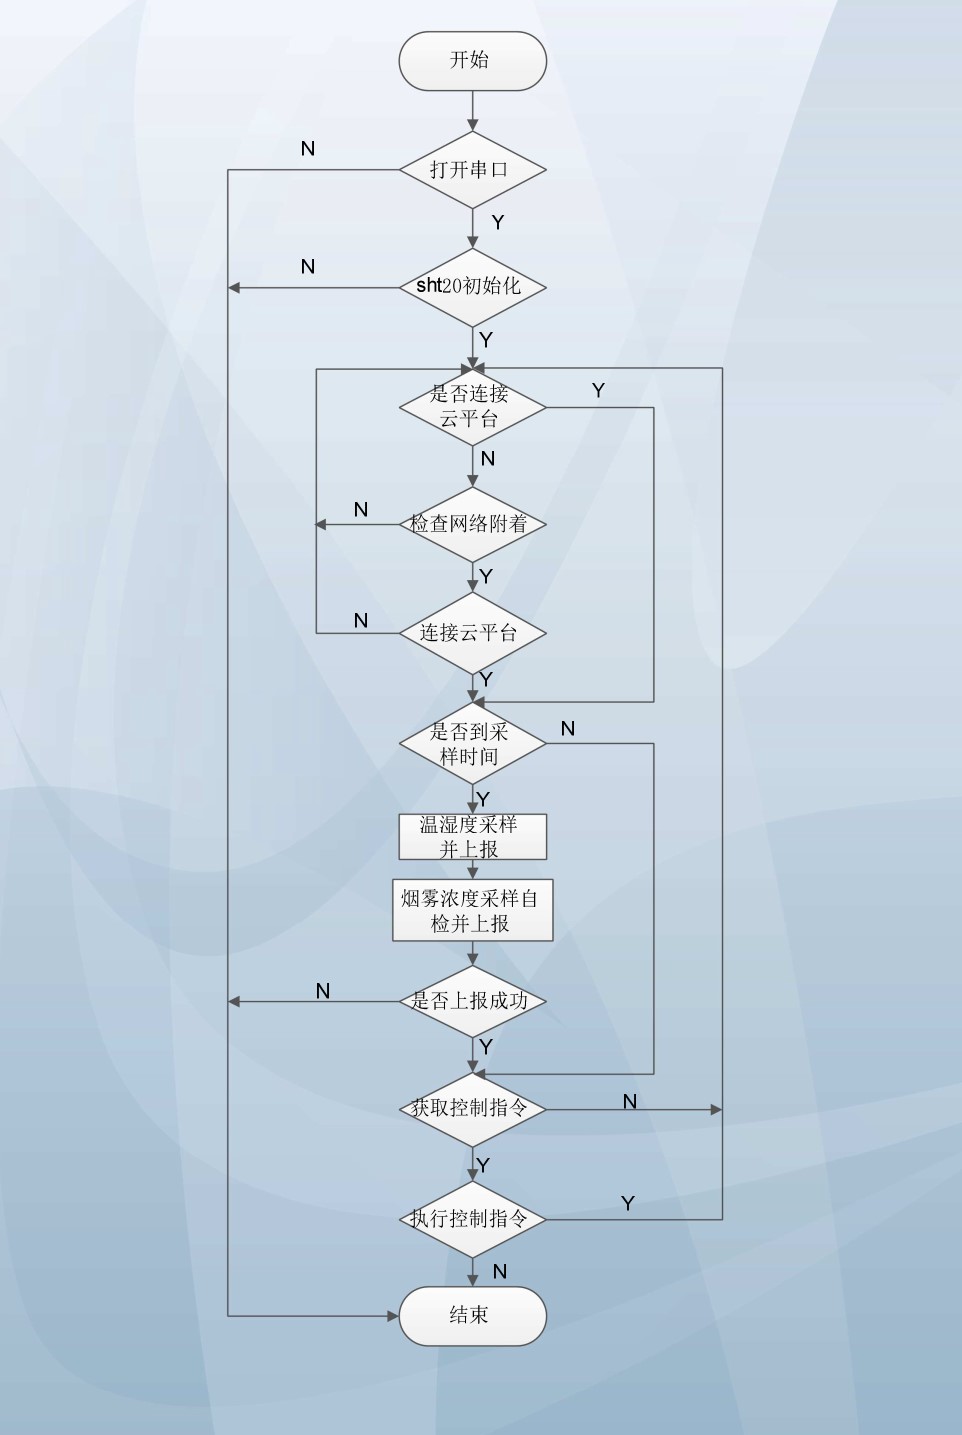 开始
N
打开串口
Y
N
sht20初始化
Y
是否连接
云平台
Y
N
N
检查网络附着
Y
N
连接云平台
Y
是否到采
样时间
N
Y
温湿度采样
并上报
烟雾浓度采样自
检并上报
N
是否上报成功
Y
获取控制指令
N
Y
执行控制指令
Y
N
结束